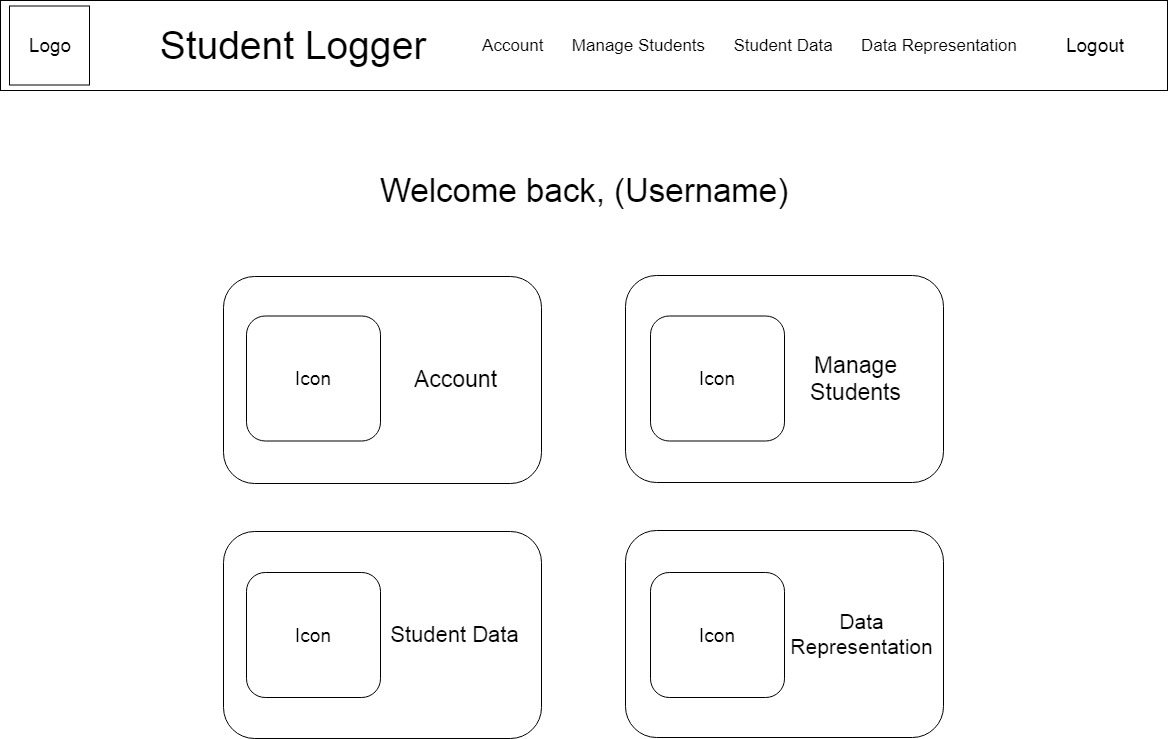 Logo
Student Logger
Account
Manage Students
Student Data
Data Representation
Logout
Welcome back, (Username)
Icon
Account
Icon
Manage
Students
Icon
Student Data
Icon
Data
Representation